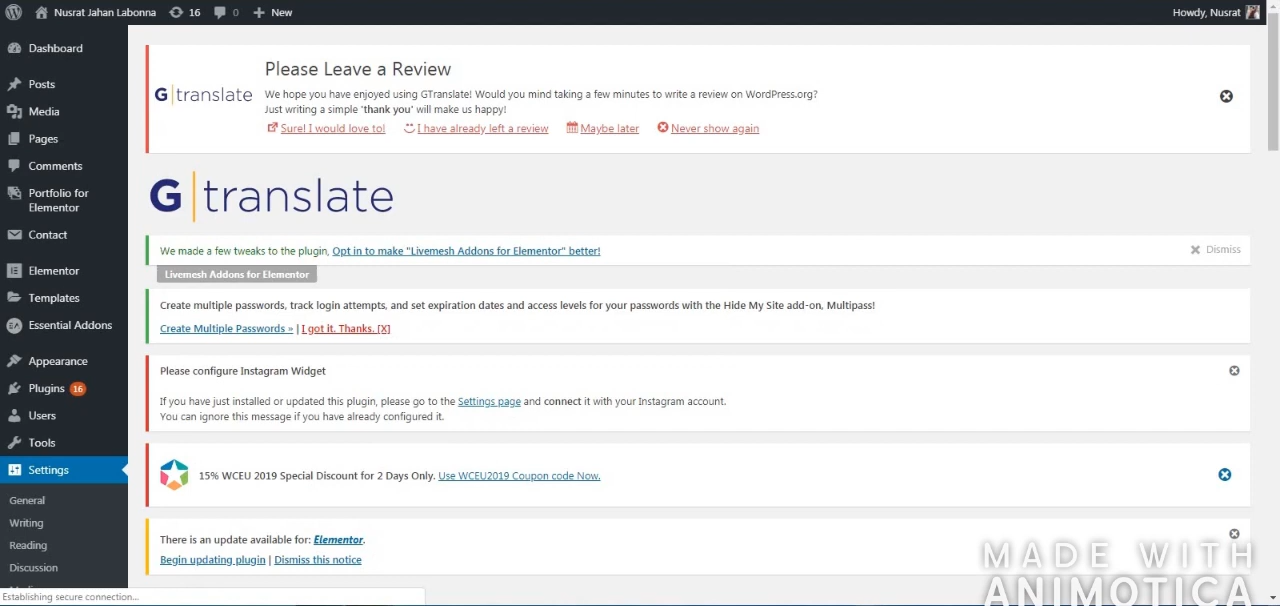 Nusrat Jahan Labonna
16
0
New
Howdy, Nusrat
Dashboard
Posts
Media
Pages
Comments
Portfolio for
Elementor
Contact
Elementor
Templates
Essential Addons
Appearance
Plugins 16
Users
Tools
Settings
General
Writing
Reading
Discussion
G translate
Please Leave a Review
We hope you have enjoyed using GTranslate! Would you mind taking a few minutes to write a review on WordPress.org?
Just writing a simple 'thank you' will make us happy!
Sure! I would love to! I have already left a review Maybe later Never show again
G translate
We made a few tweaks to the plugin, Opt in to make "Livemesh Addons for Elementor" better!
Dismiss
Livemesh Addons for Elementor
Create multiple passwords, track login attempts, and set expiration dates and access levels for your passwords with the Hide My Site add-on, Multipass!
Create Multiple Passwords » | I got it. Thanks. [X]
Please configure Instagram Widget
If you have just installed or updated this plugin, please go to the Settings page and connect it with your Instagram account.
You can ignore this message if you have already configured it.
15% WCEU 2019 Special Discount for 2 Days Only. Use WCEU2019 Coupon code Now.
There is an update available for: Elementor.
Begin updating plugin | Dismiss this notice
Establishing secure connection...
MADE WITH
ANIMOTICA